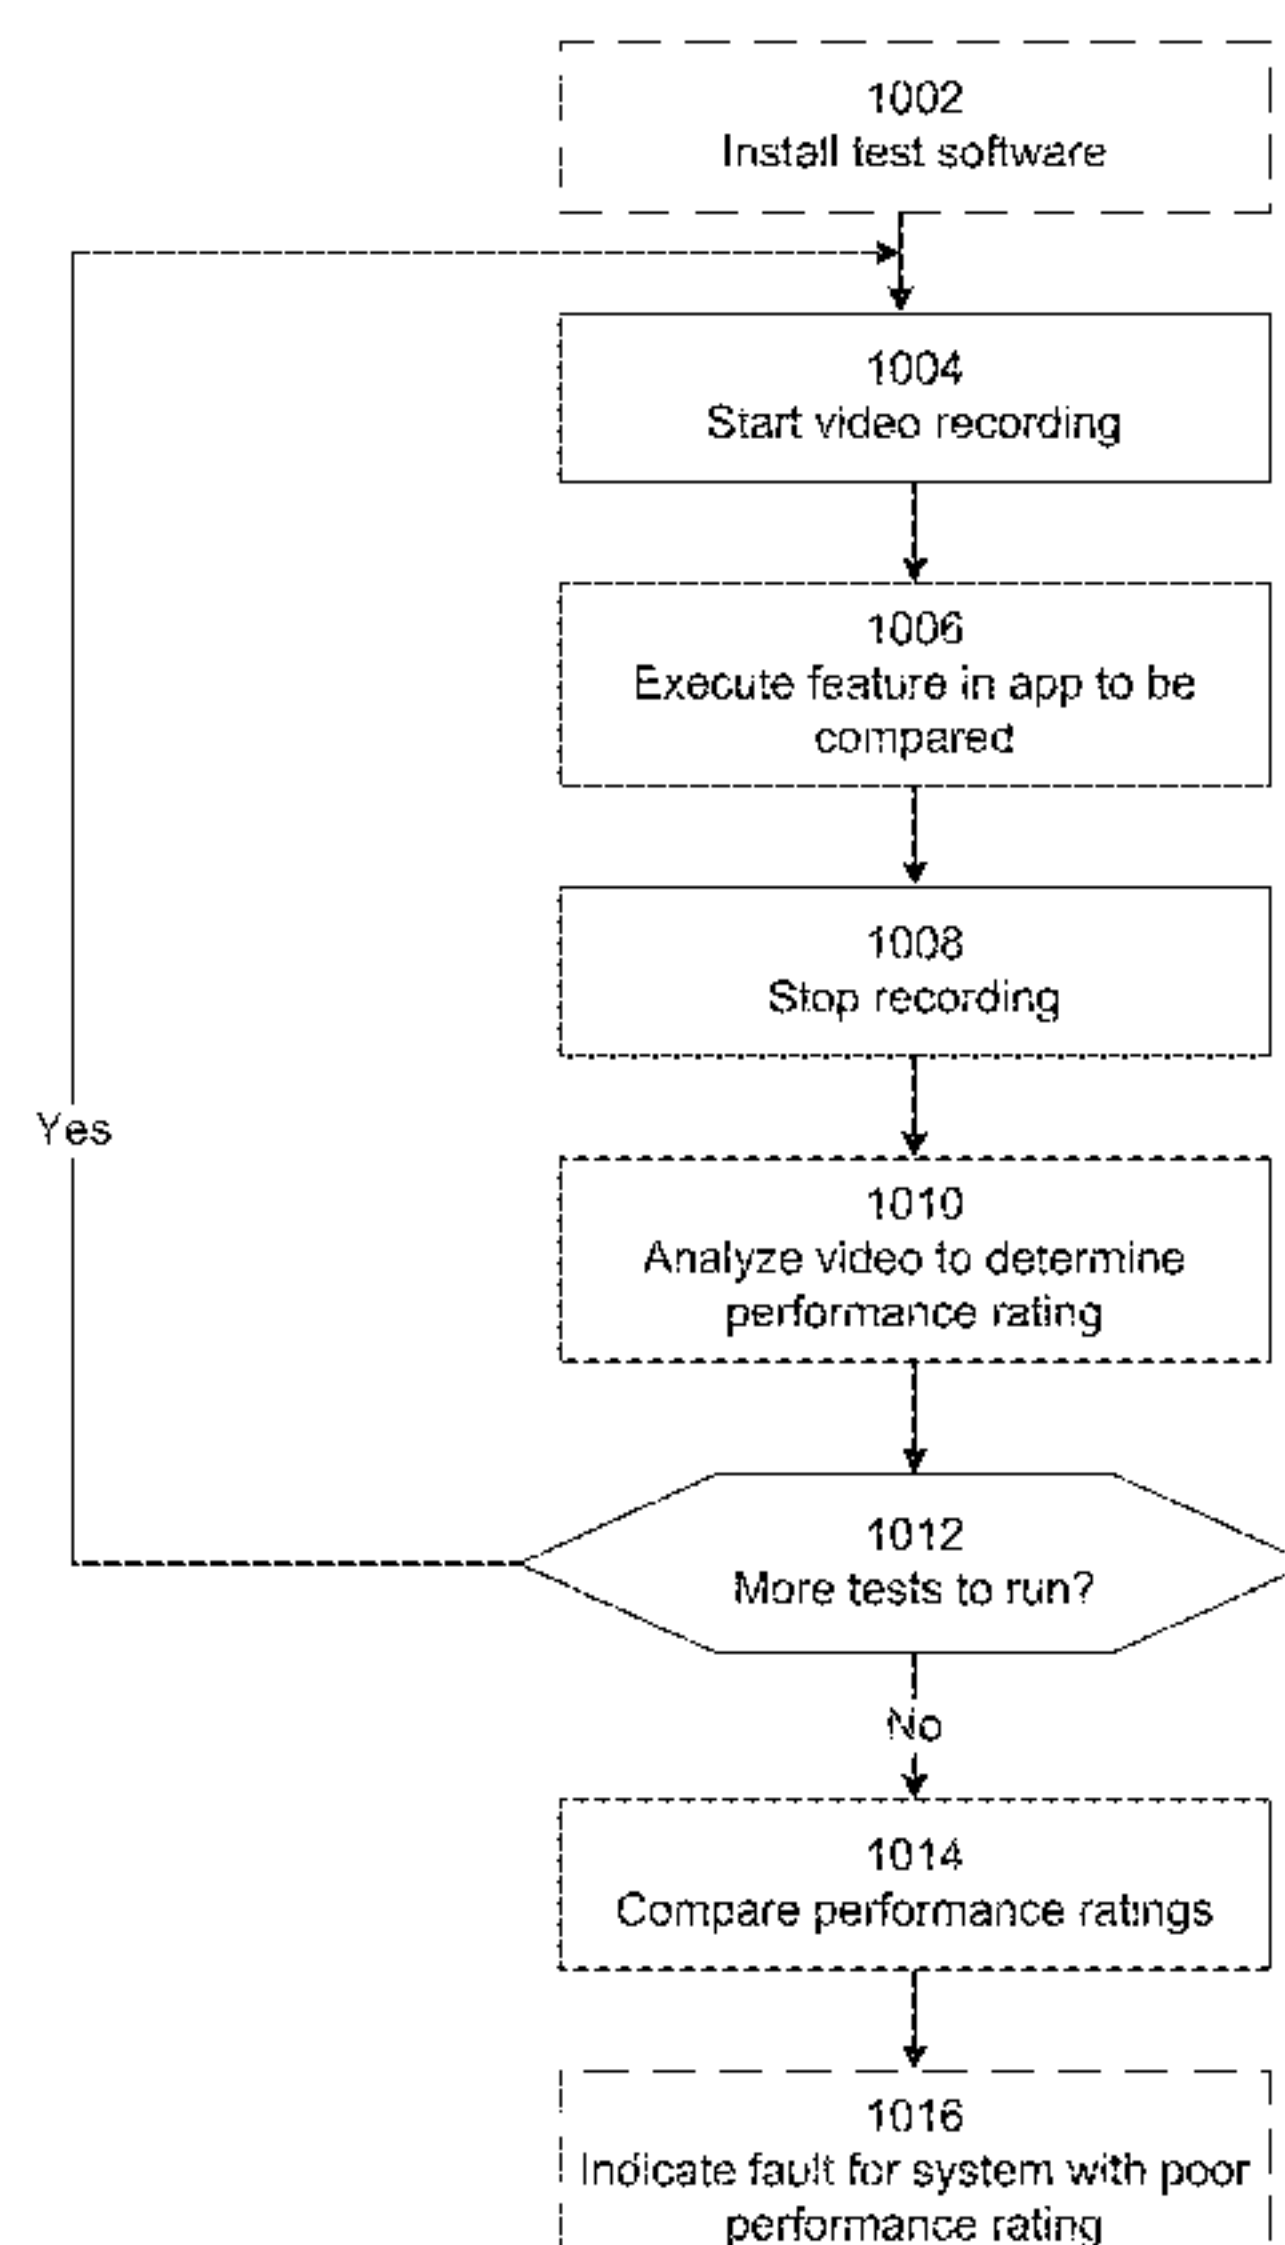 1002
Install test software
1004
Start video recording
1006
Execute feature in app to be
compared
1008
Stop recording
Yes
1010
Analyze video to determine
performance rating
1012
More tests to run?
No
1014
Compare performance ratings
1016
Indicate fault for system with poor
performance rating